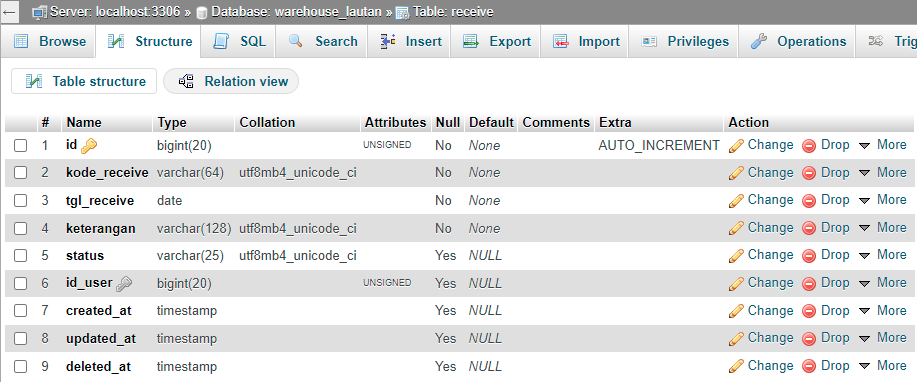 ← Server: localhost:3306 » Database: warehouse_lautan » Table: receive
Browse Structure SQL Search Insert Export Import Privileges Operations Trig
Table structure Relation view
# Name Type Collation Attributes Null Default Comments Extra Action
1 id bigint(20) UNSIGNED No None AUTO_INCREMENT Change Drop More
2 kode_receive varchar(64) utf8mb4_unicode_ci No None Change Drop More
3 tgl_receive date No None Change Drop More
4 keterangan varchar(128) utf8mb4_unicode_ci No None Change Drop More
5 status varchar(25) utf8mb4_unicode_ci Yes NULL Change Drop More
6 id_user bigint(20) UNSIGNED Yes NULL Change Drop More
7 created_at timestamp Yes NULL Change Drop More
8 updated_at timestamp Yes NULL Change Drop More
9 deleted_at timestamp Yes NULL Change Drop More